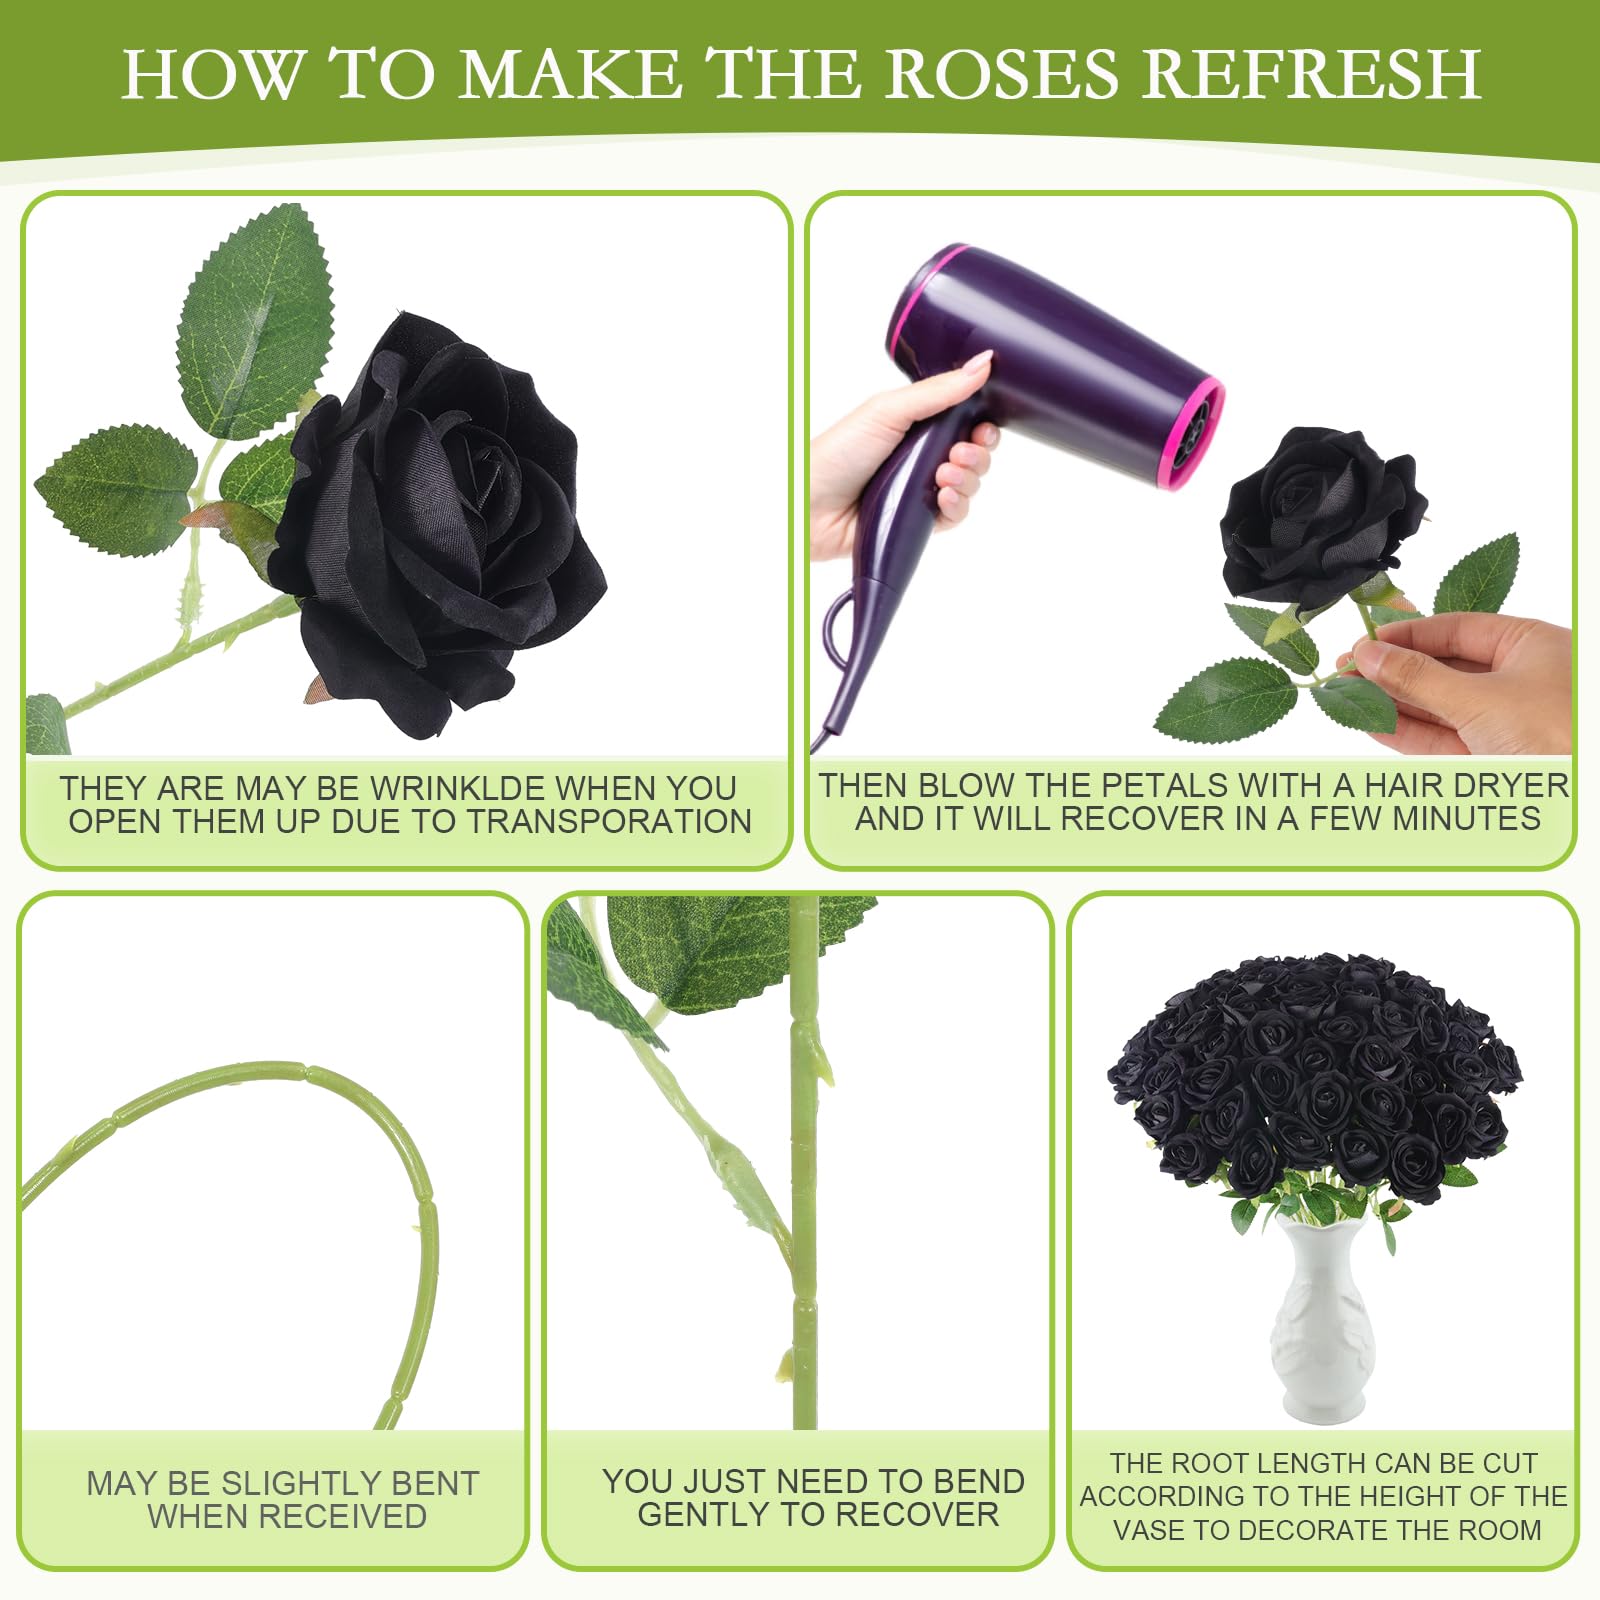 HOW TO MAKE THE ROSES REFRESH
THEY ARE MAY BE WRINKLDE WHEN YOU
OPEN THEM UP DUE TO TRANSPORATION
THEN BLOW THE PETALS WITH A HAIR DRYER
AND IT WILL RECOVER IN A FEW MINUTES
MAY BE SLIGHTLY BENT
WHEN RECEIVED
YOU JUST NEED TO BEND
GENTLY TO RECOVER
THE ROOT LENGTH CAN BE CUT
ACCORDING TO THE HEIGHT OF THE
VASE TO DECORATE THE ROOM